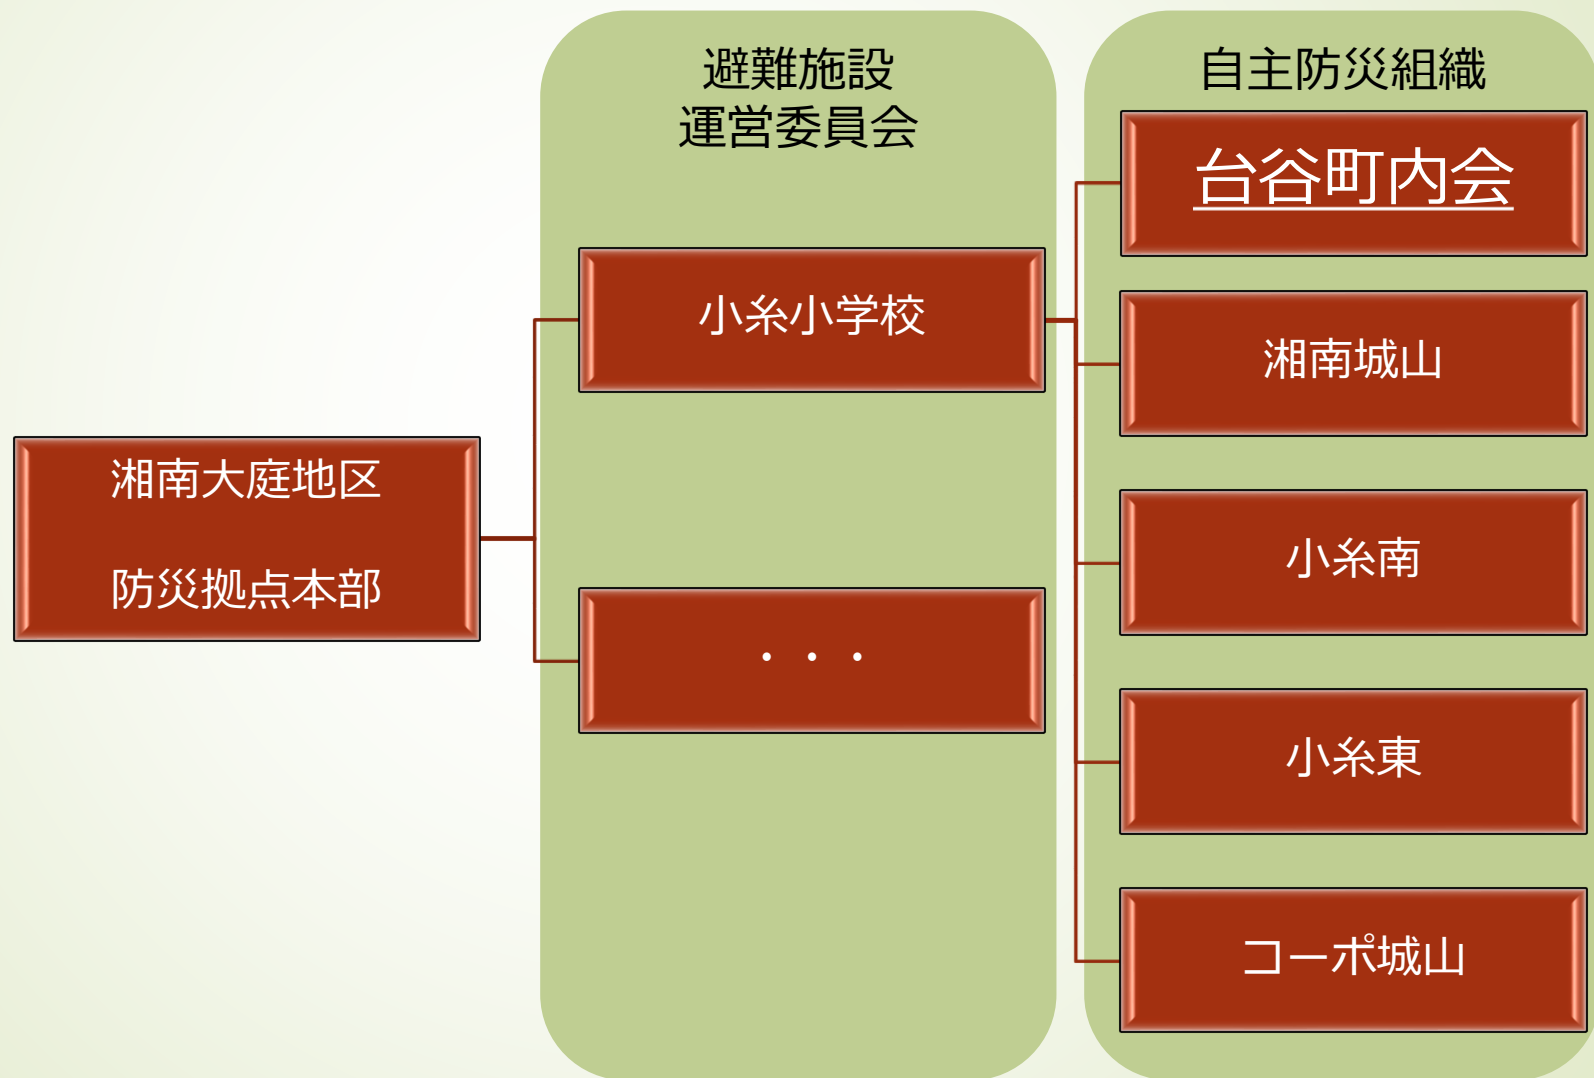 避難施設
運営委員会
自主防災組織
台谷町内会
小糸小学校
湘南城山
湘南大庭地区
防災拠点本部
小糸南
・・・
小糸東
コーポ城山